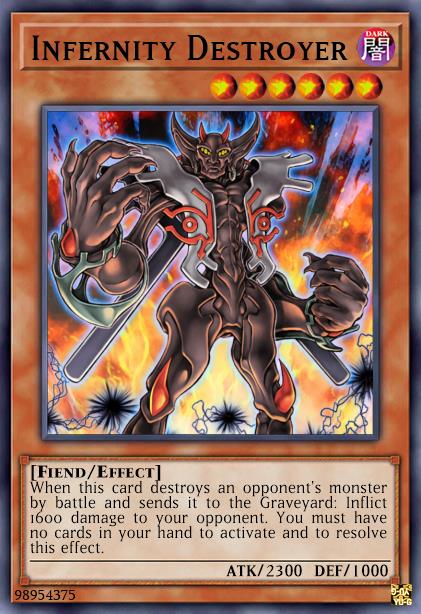 INFERNITY DESTROYER
DARK
闇
[FIEND/EFFECT]
When this card destroys an opponent's monster
by battle and sends it to the Graveyard: Inflict
1600 damage to your opponent. You must have
no cards in your hand to activate and to resolve
this effect.
ATK/2300 DEF/1000
98954375